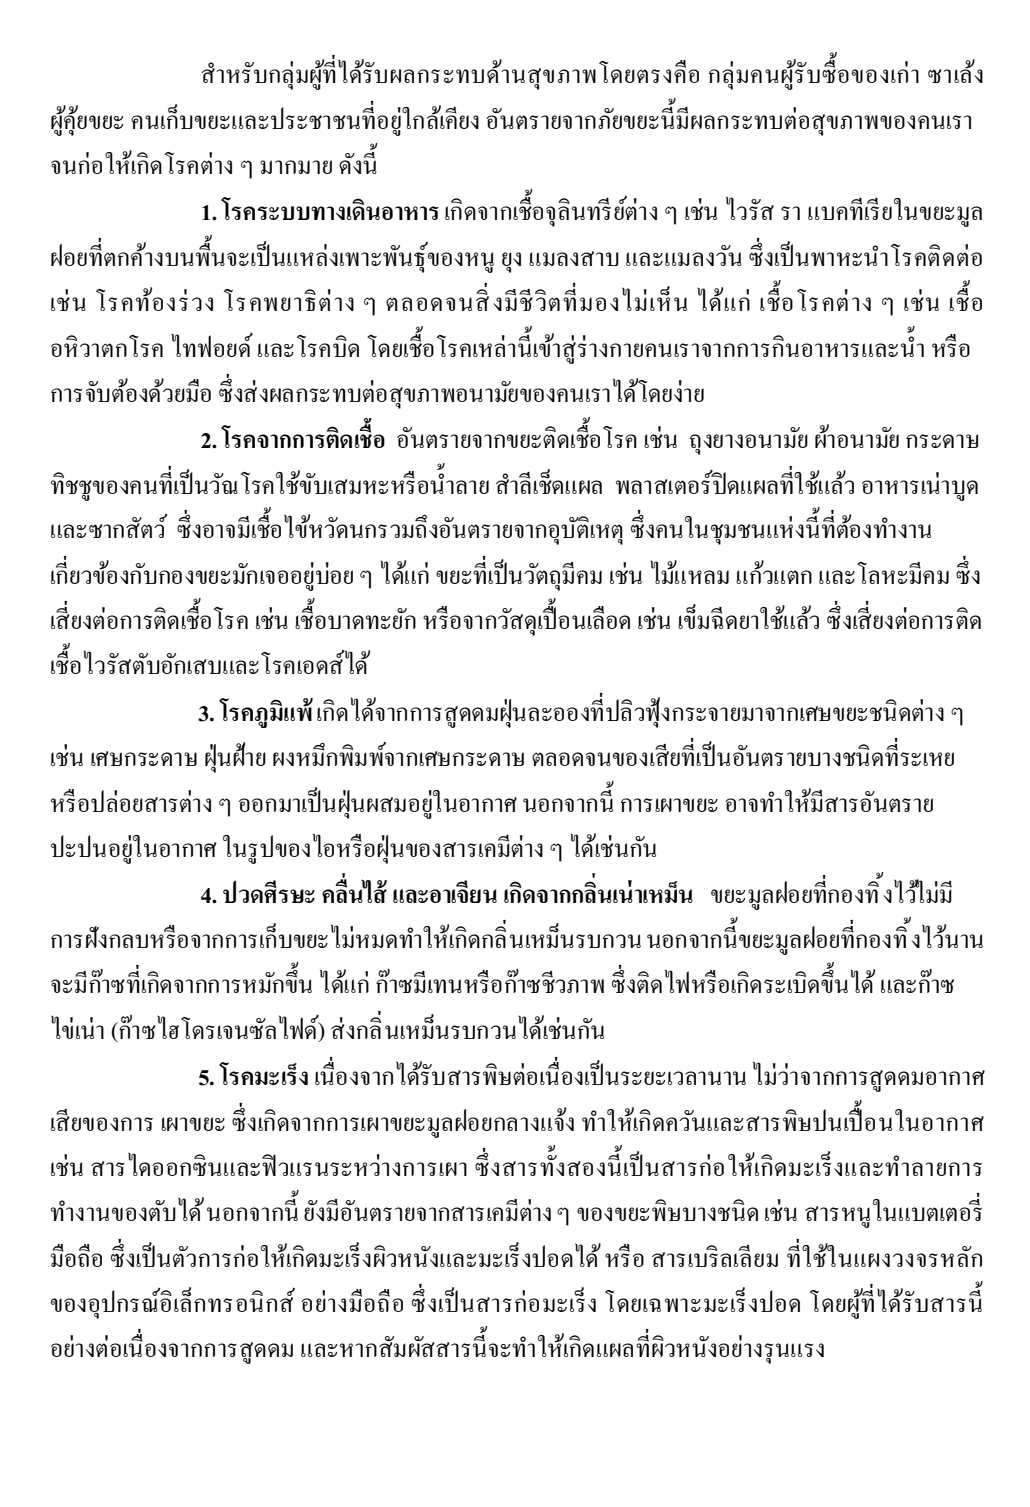 สำหรับกลุ่มผู้ที่ได้รับผลกระทบด้านสุขภาพโดยตรงคือ กลุ่มคนผู้รับซื้อของเก่า ซาเล้ง
ผู้คุ้ยขยะ คนเก็บขยะและประชาชนที่อยู่ใกล้เคียง อันตรายจากภัยขยะนี้มีผลกระทบต่อสุขภาพของคนเรา
จนก่อให้เกิดโรคต่าง ๆ มากมาย ดังนี้
1. โรคระบบทางเดินอาหาร เกิดจากเชื้อจุลินทรีย์ต่าง ๆ เช่น ไวรัส รา แบคทีเรียในขยะมูล
ฝอยที่ตกค้างบนพื้นจะเป็นแหล่งเพาะพันธุ์ของหนู ยุง แมลงสาบ และแมลงวัน ซึ่งเป็นพาหะนำโรคติดต่อ
เช่น โรคท้องร่วง โรคพยาธิต่าง ๆ ตลอดจนสิ่งมีชีวิตที่มองไม่เห็น ได้แก่ เชื้อโรคต่าง ๆ เช่น เชื้อ
อหิวาตกโรค ไทฟอยด์ และโรคบิด โดยเชื้อโรคเหล่านี้เข้าสู่ร่างกายคนเราจากการกินอาหารและน้ำ หรือ
การจับต้องด้วยมือ ซึ่งส่งผลกระทบต่อสุขภาพอนามัยของคนเราได้โดยง่าย
2. โรคจากการติดเชื้อ อันตรายจากขยะติดเชื้อโรค เช่น ถุงยางอนามัย ผ้าอนามัย กระดาษ
ทิชชูของคนที่เป็นวัณโรคใช้ขับเสมหะหรือน้ำลาย สำลีเช็ดแผล พลาสเตอร์ปิดแผลที่ใช้แล้ว อาหารเน่าบูด
และซากสัตว์ ซึ่งอาจมีเชื้อไข้หวัดนกรวมถึงอันตรายจากอุบัติเหตุ ซึ่งคนในชุมชนแห่งนี้ที่ต้องทำงาน
เกี่ยวข้องกับกองขยะมักเจออยู่บ่อย ๆ ได้แก่ ขยะที่เป็นวัตถุมีคม เช่น ไม้แหลม แก้วแตก และโลหะมีคม ซึ่ง
เสี่ยงต่อการติดเชื้อโรค เช่น เชื้อบาดทะยัก หรือจากวัสดุเปื้อนเลือด เช่น เข็มฉีดยาใช้แล้ว ซึ่งเสี่ยงต่อการติด
เชื้อไวรัสตับอักเสบและโรคเอดส์ได้
3. โรคภูมิแพ้ เกิดได้จากการสูดดมฝุ่นละอองที่ปลิวฟุ้งกระจายมาจากเศษขยะชนิดต่าง ๆ
เช่น เศษกระดาษ ฝุ่นฝ้าย ผงหมึกพิมพ์จากเศษกระดาษ ตลอดจนของเสียที่เป็นอันตรายบางชนิดที่ระเหย
หรือปล่อยสารต่าง ๆ ออกมาเป็นฝุ่นผสมอยู่ในอากาศ นอกจากนี้ การเผาขยะ อาจทำให้มีสารอันตราย
ปะปนอยู่ในอากาศ ในรูปของไอหรือฝุ่นของสารเคมีต่าง ๆ ได้เช่นกัน
4. ปวดศีรษะ คลื่นไส้ และอาเจียน เกิดจากกลิ่นเน่าเหม็น ขยะมูลฝอยที่กองทิ้งไว้ไม่มี
การฝังกลบหรือจากการเก็บขยะไม่หมดทำให้เกิดกลิ่นเหม็นรบกวน นอกจากนี้ขยะมูลฝอยที่กองทิ้งไว้นาน
จะมีก๊าซที่เกิดจากการหมักขึ้น ได้แก่ ก๊าซมีเทนหรือก๊าซชีวภาพ ซึ่งติดไฟหรือเกิดระเบิดขึ้นได้ และก๊าซ
ไข่เน่า (ก๊าซไฮโดรเจนซัลไฟด์) ส่งกลิ่นเหม็นรบกวนได้เช่นกัน
5. โรคมะเร็ง เนื่องจากได้รับสารพิษต่อเนื่องเป็นระยะเวลานาน ไม่ว่าจากการสูดดมอากาศ
เสียของการ เผาขยะ ซึ่งเกิดจากการเผาขยะมูลฝอยกลางแจ้ง ทำให้เกิดควันและสารพิษปนเปื้อนในอากาศ
เช่น สารไดออกซินและฟิวแรนระหว่างการเผา ซึ่งสารทั้งสองนี้เป็นสารก่อให้เกิดมะเร็งและทำลายการ
ทำงานของตับได้ นอกจากนี้ ยังมีอันตรายจากสารเคมีต่าง ๆ ของขยะพิษบางชนิด เช่น สารหนูในแบตเตอรี่
มือถือ ซึ่งเป็นตัวการก่อให้เกิดมะเร็งผิวหนังและมะเร็งปอดได้ หรือ สารเบริลเลียม ที่ใช้ในแผงวงจรหลัก
ของอุปกรณ์อิเล็กทรอนิกส์ อย่างมือถือ ซึ่งเป็นสารก่อมะเร็ง โดยเฉพาะมะเร็งปอด โดยผู้ที่ได้รับสารนี้
อย่างต่อเนื่องจากการสูดดม และหากสัมผัสสารนี้จะทำให้เกิดแผลที่ผิวหนังอย่างรุนแรง